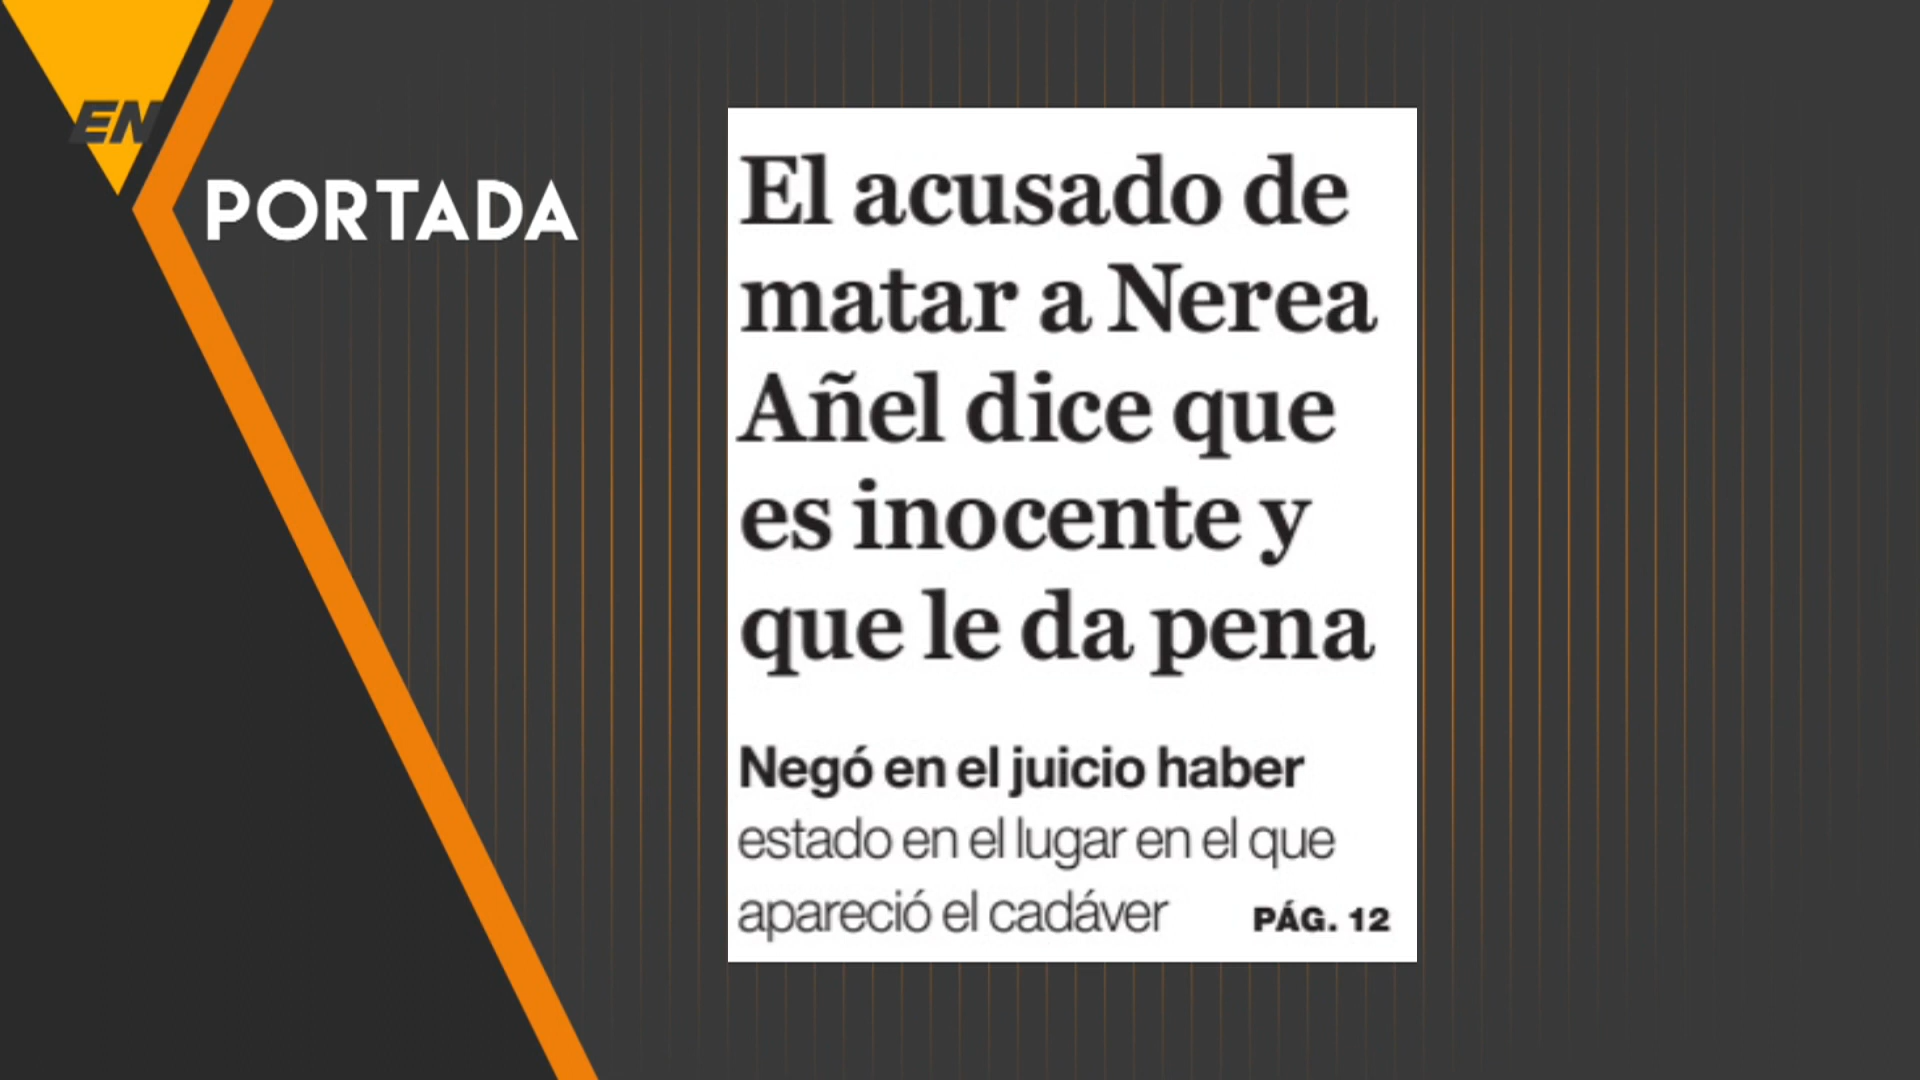 EN
PORTADA
El acusado de
matar a Nerea
Añel dice que
es inocente y
que le da pena
Negó en el juicio haber
estado en el lugar en el que
apareció el cadáver PÁG. 12